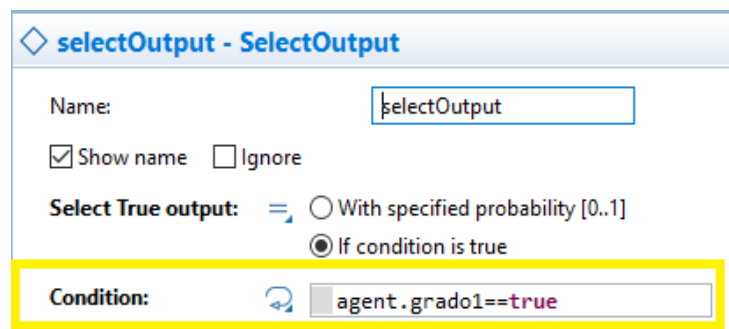 selectOutput - SelectOutput
Name: selectOutput
Show name Ignore
Select True output: With specified probability [0..1]
If condition is true
Condition: agent.grado1==true